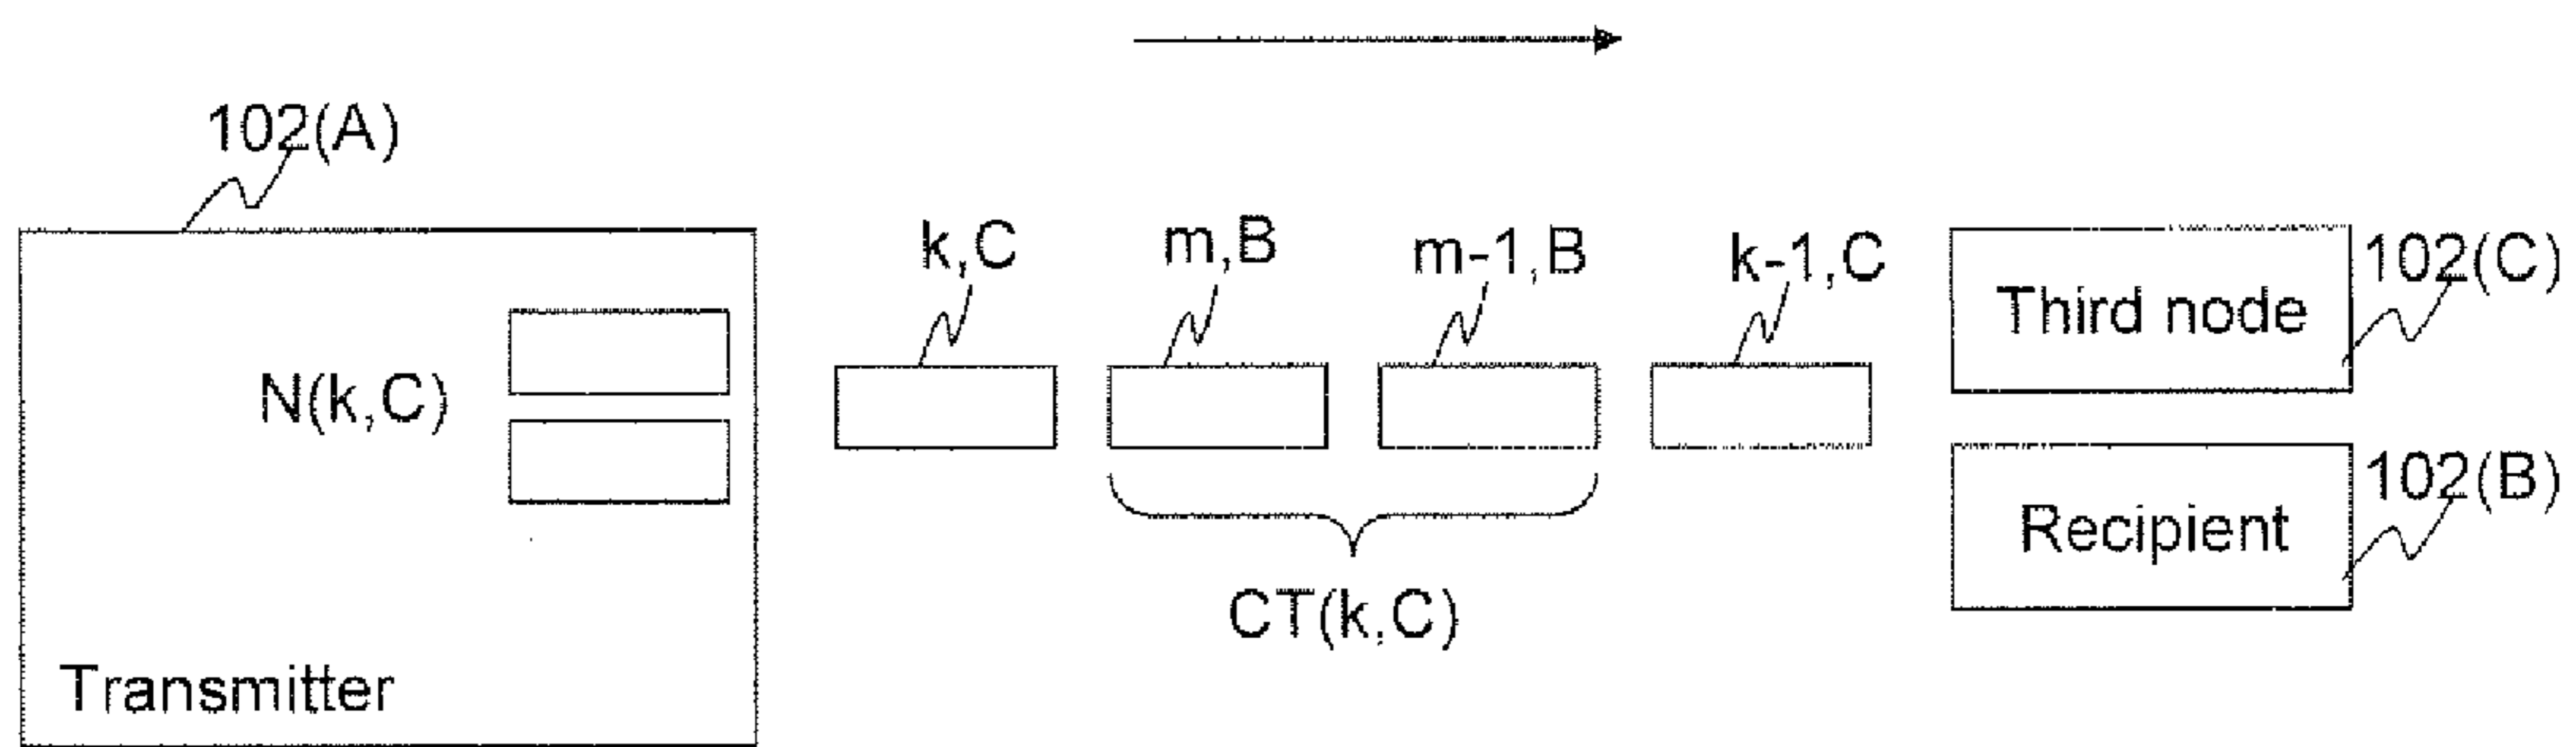 102(A)
k,C
m,B
m-1,B
k-1,C
Third node
102(C)
N(k,C)
Recipient
102(B)
CT(k,C)
Transmitter